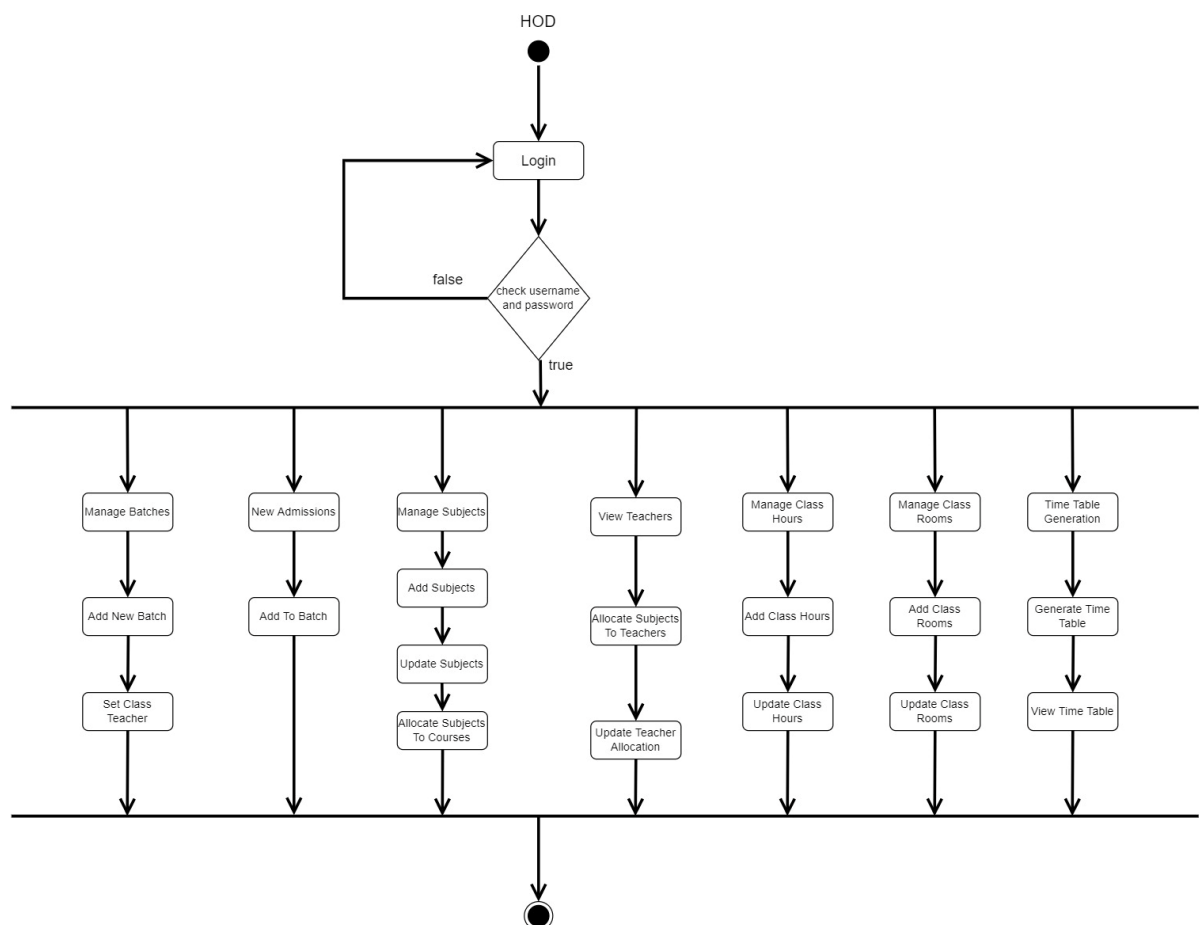 HOD
Login
false
check username
and password
true
Manage Batches
New Admissions
Manage Subjects
View Teachers
Manage Class
Hours
Manage Class
Rooms
Time Table
Generation
Add New Batch
Add To Batch
Add Subjects
Allocate Subjects
To Teachers
Add Class Hours
Add Class
Rooms
Generate Time
Table
Update Subjects
Set Class
Teacher
Allocate Subjects
To Courses
Update Teacher
Allocation
Update Class
Hours
Update Class
Rooms
View Time Table